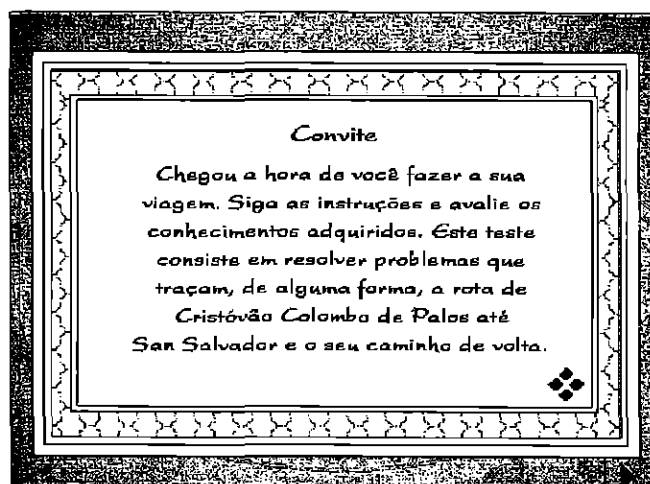 Convite
Chegou a hora de você fazer a sua
viagem. Siga as instruções e avalie os
conhecimentos adquiridos. Este teste
consiste em resolver problemas que
traçam, de alguma forma, a rota de
Cristóvão Colombo de Palos até
San Salvador e o seu caminho de volta.